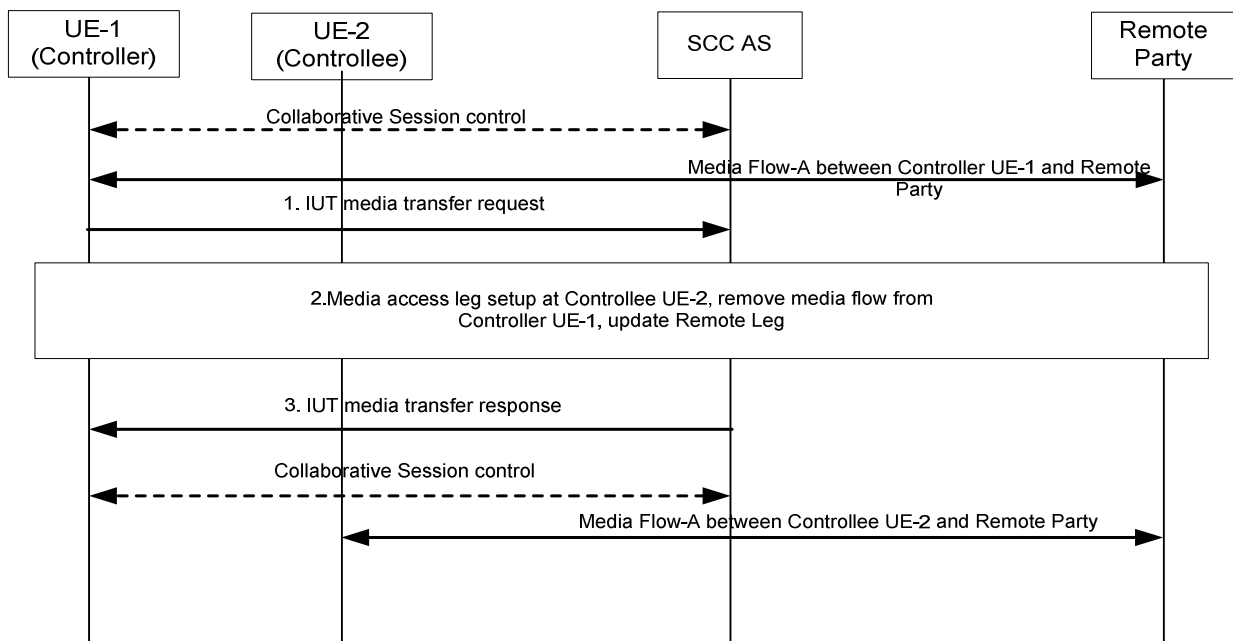 UE-1
(Controller)
UE-2
(Controllee)
SCC AS
Remote
Party
Collaborative Session control
Media Flow-A between Controller UE-1 and Remote
Party
1. IUT media transfer request
2.Media access leg setup at Controllee UE-2, remove media flow from
Controller UE-1, update Remote Leg
3. IUT media transfer response
Collaborative Session control
Media Flow-A between Controllee UE-2 and Remote Party